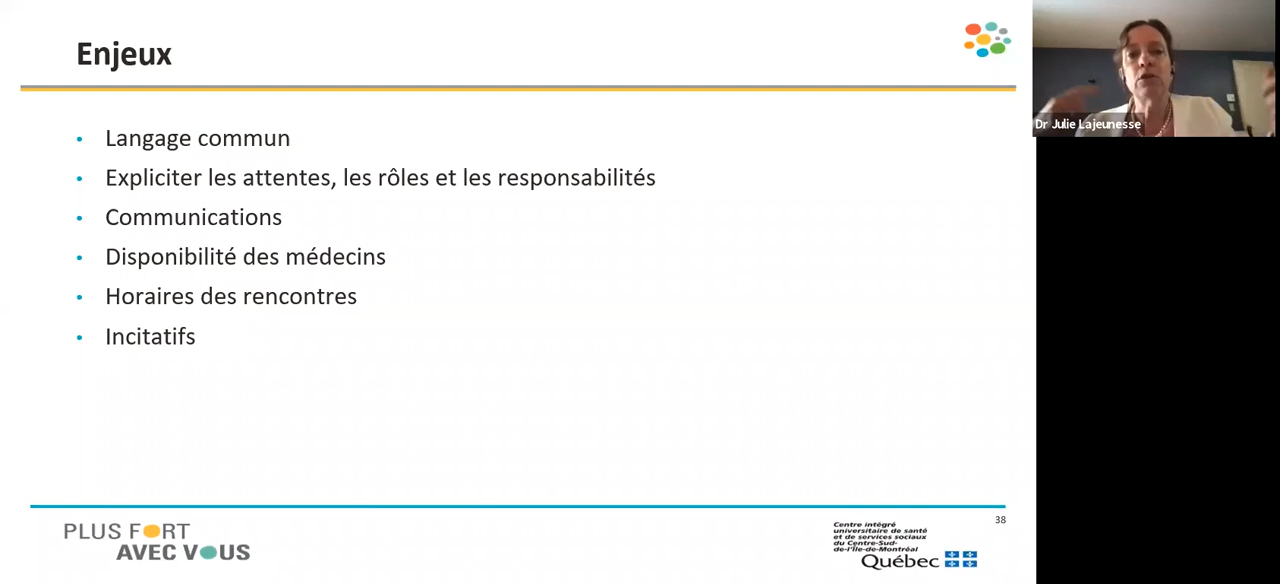 Enjeux
Dr Julie Lajeunesse
• Langage commun
• Expliciter les attentes, les rôles et les responsabilités
• Communications
• Disponibilité des médecins
• Horaires des rencontres
• Incitatifs
38
PLUS FORT
AVEC VOUS
Centre intégré
universitaire de santé
et de services sociaux
du Centre-Sud-
de-l'Île-de-Montréal
Québec